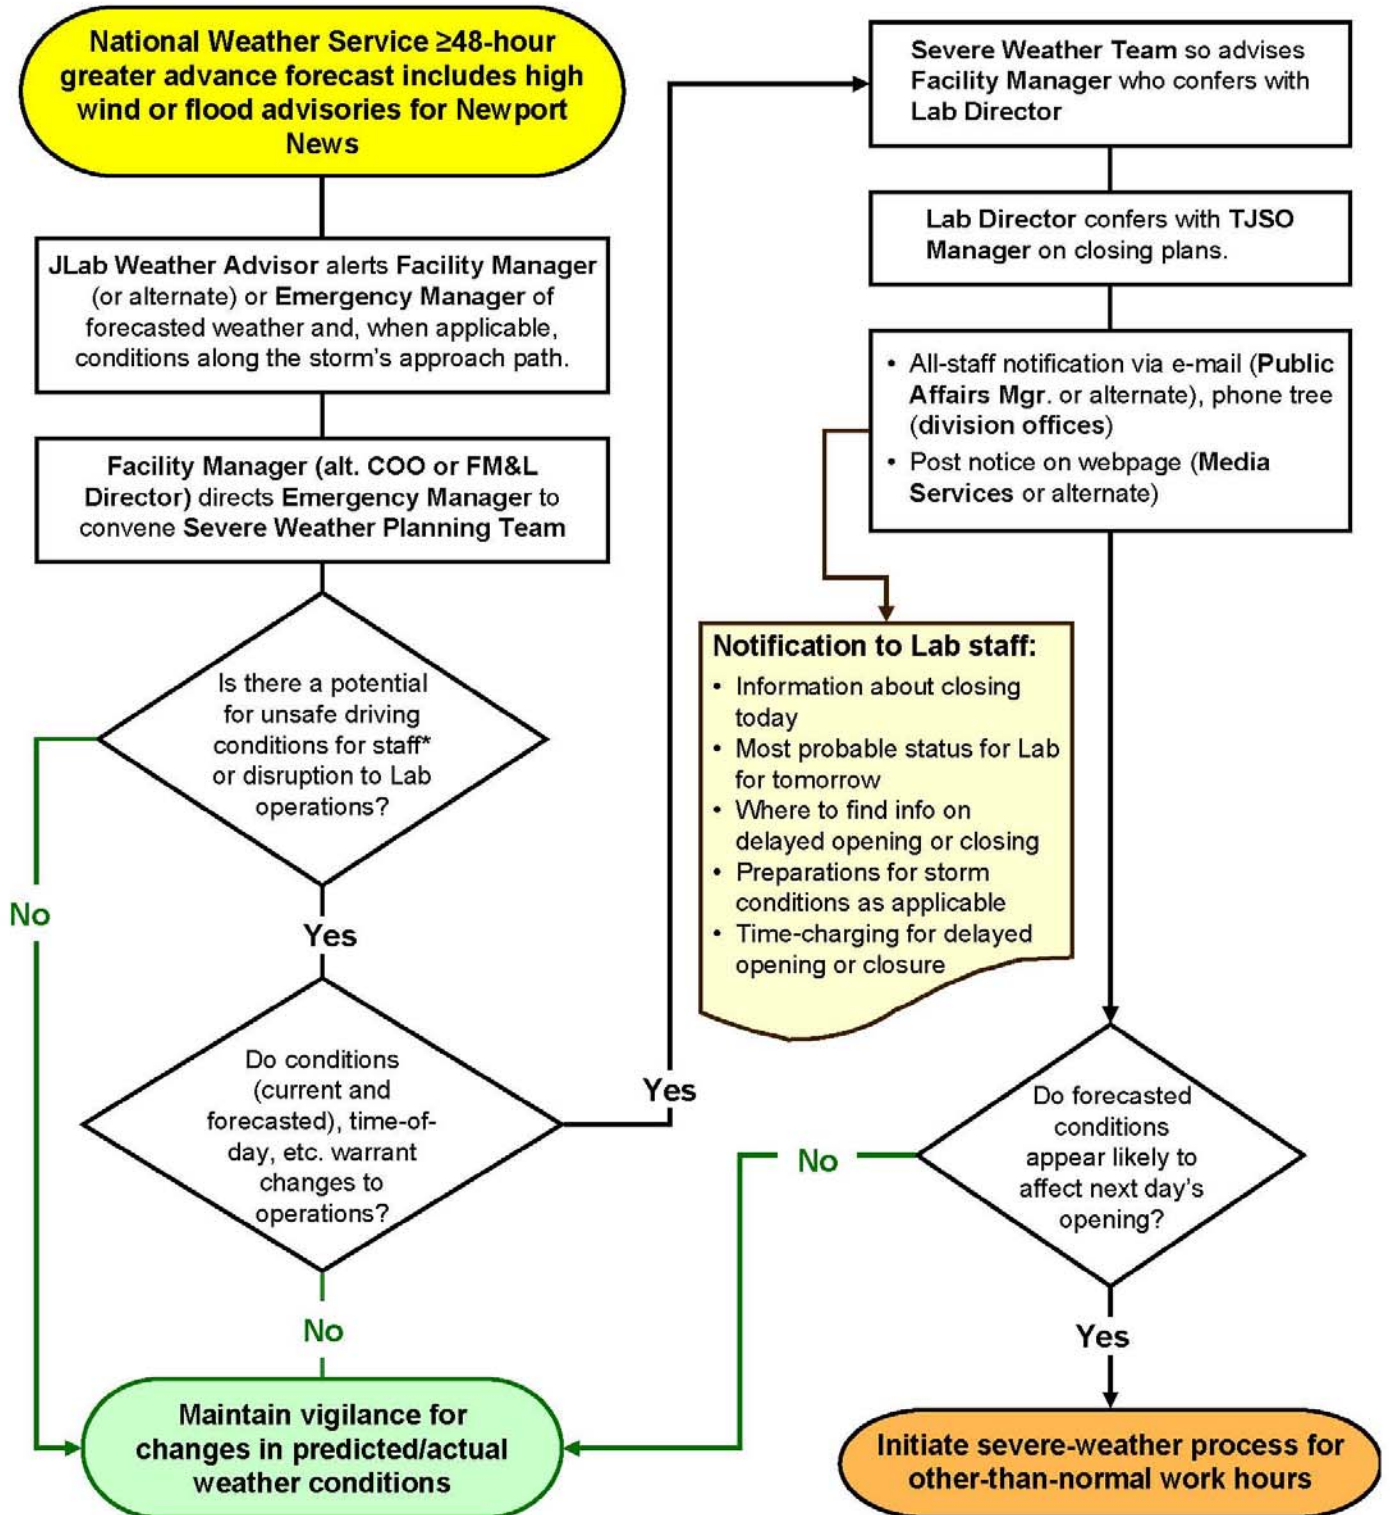 National Weather Service ≥48-hour
greater advance forecast includes high
wind or flood advisories for Newport
News
JLab Weather Advisor alerts Facility Manager
(or alternate) or Emergency Manager of
forecasted weather and, when applicable,
conditions along the storm's approach path.
Facility Manager (alt. COO or FM&L
Director) directs Emergency Manager to
convene Severe Weather Planning Team
Is there a potential
for unsafe driving
conditions for staff*
or disruption to Lab
operations?
No
Yes
Do conditions
(current and
forecasted), time-of-
day, etc. warrant
changes to
operations?
Yes
No
Maintain vigilance for
changes in predicted/actual
weather conditions
Severe Weather Team so advises
Facility Manager who confers with
Lab Director
Lab Director confers with TJSO
Manager on closing plans.
• All-staff notification via e-mail (Public
Affairs Mgr. or alternate), phone tree
(division offices)
• Post notice on webpage (Media
Services or alternate)
Notification to Lab staff:
• Information about closing
today
• Most probable status for Lab
for tomorrow
• Where to find info on
delayed opening or closing
• Preparations for storm
conditions as applicable
• Time-charging for delayed
opening or closure
Do forecasted
conditions
appear likely to
affect next day's
opening?
No
Yes
Initiate severe-weather process for
other-than-normal work hours